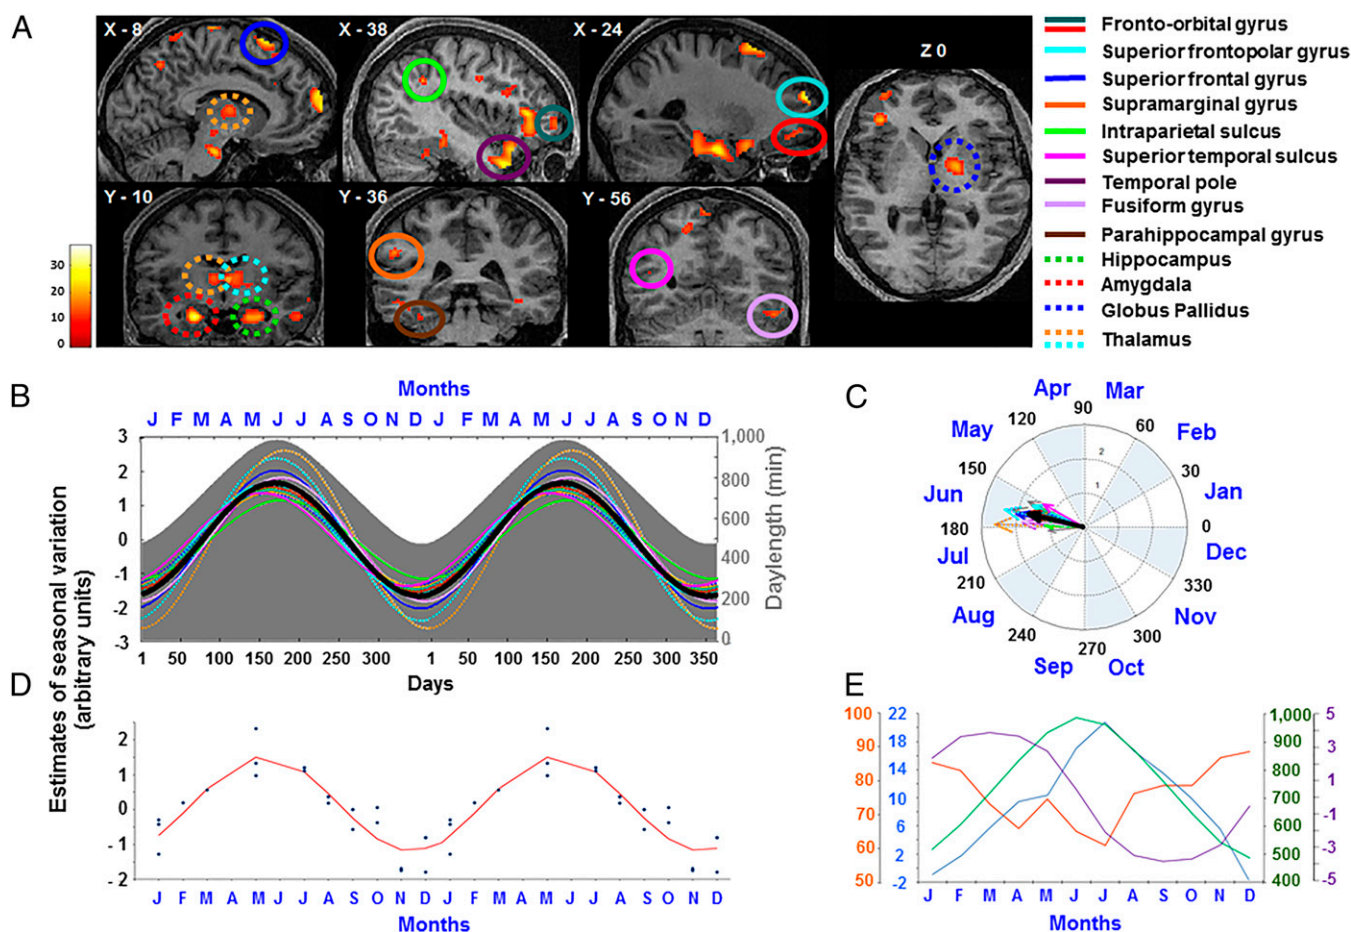 A
X - 8
X - 38
X - 24
Z 0
Y - 10
Y - 36
Y - 56
30
20
10
0
Fronto-orbital gyrus
Superior frontopolar gyrus
Superior frontal gyrus
Supramarginal gyrus
Intraparietal sulcus
Superior temporal sulcus
Temporal pole
Fusiform gyrus
Parahippocampal gyrus
Hippocampus
Amygdala
Globus Pallidus
Thalamus
B
Months
J F M A M J J A S O N D J F M A M J J A S O N D
3
2
1
0
-1
-2
-3
1,000
800
600
400
200
0
Daylength (min)
1 50 100 150 200 250 300 1 50 100 150 200 250 300 350
Days
Estimates of seasonal variation
(arbitrary units)
C
Apr
Mar
90
120
60
May
Feb
150
30
2
1
Jun
Jan
180
0
Jul
Dec
210
330
Aug
Nov
240
300
270
Sep
Oct
D
2
1
0
- 1
- 2
J F M A M J J A S O N D J F M A M J J A S O N D
Months
E
100
90
80
70
60
50
22
18
14
10
6
2
-2
1,000
900
800
700
600
500
400
5
3
1
-1
-3
-5
J F M A M J J A S O N D
Months